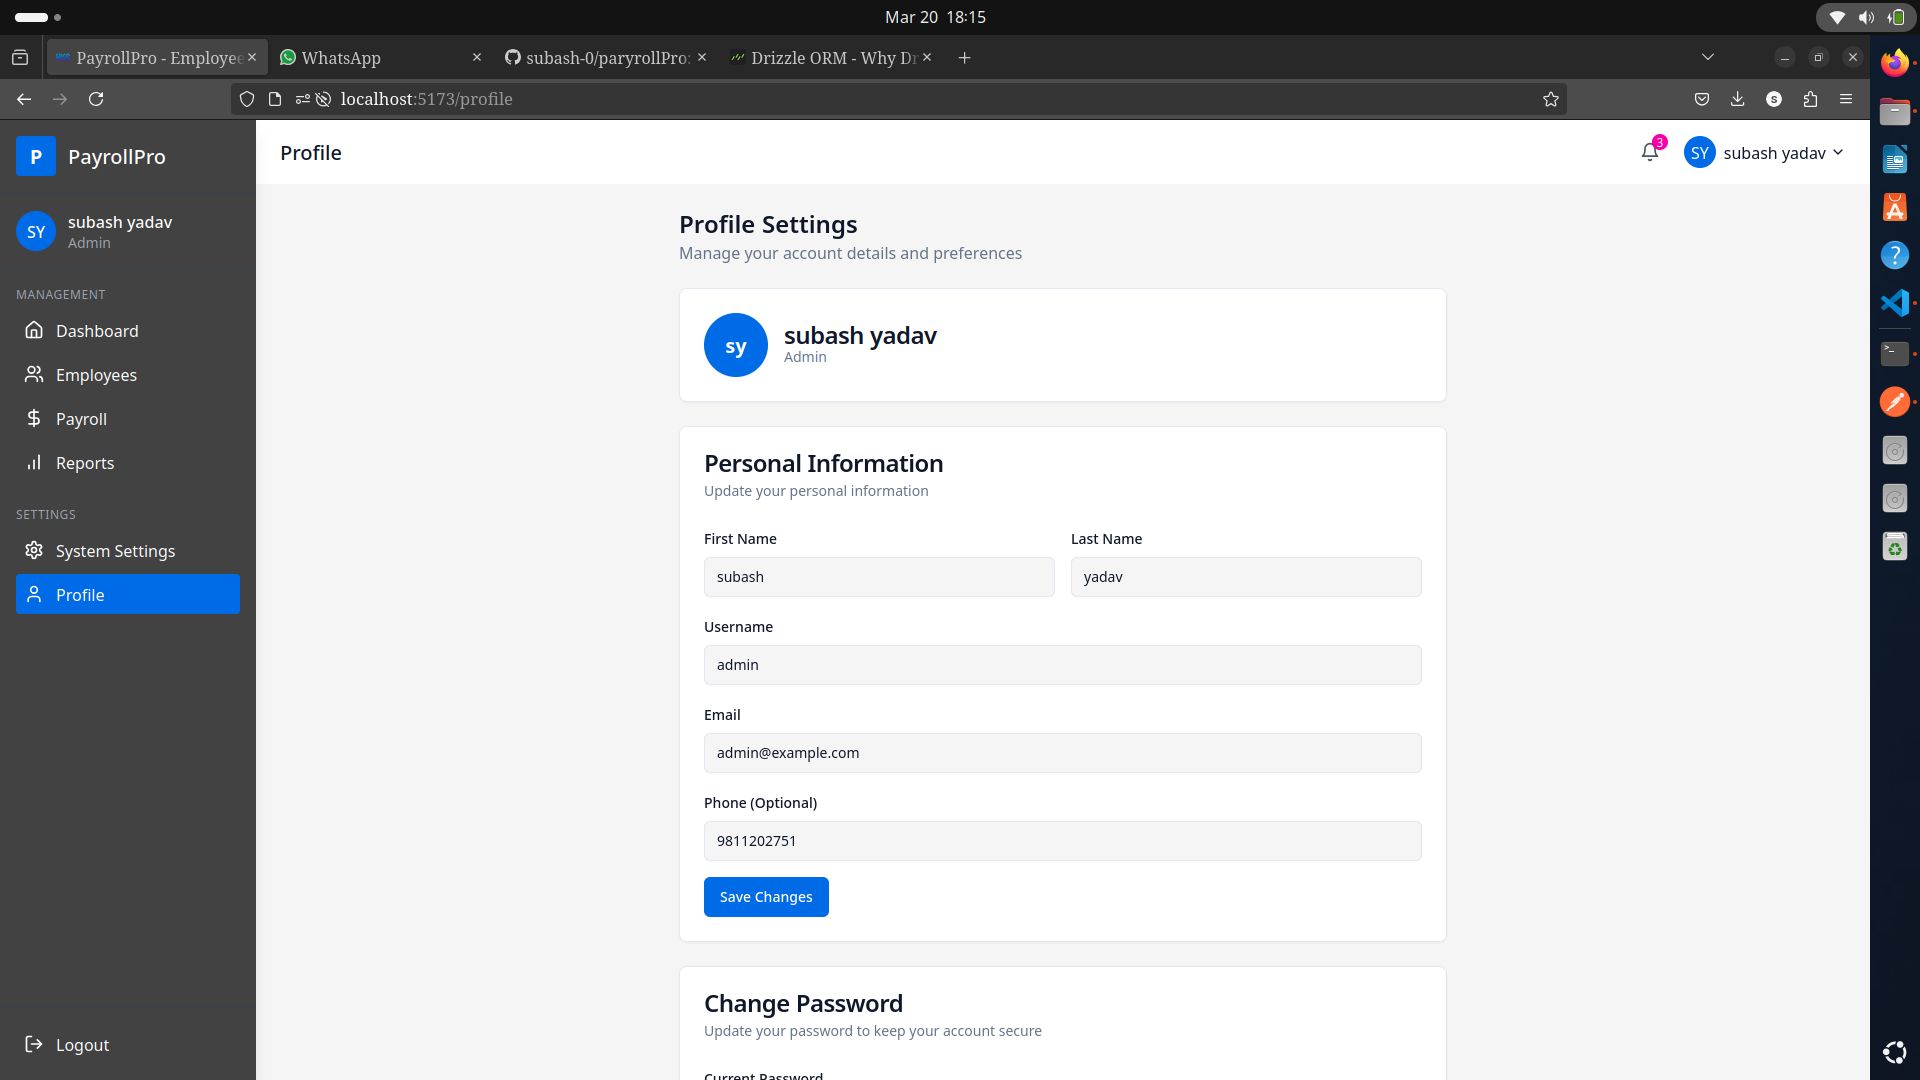 Mar 20 18:15
PayrollPro - Employee
WhatsApp
subash-0/paryrollPro:
Drizzle ORM - Why Dr
localhost:5173/profile
S
P
PayrollPro
Profile
3
SY
subash yadav
SY
subash yadav
Admin
MANAGEMENT
Dashboard
Employees
Payroll
Reports
SETTINGS
System Settings
Profile
Logout
Profile Settings
Manage your account details and preferences
sy
subash yadav
Admin
Personal Information
Update your personal information
First Name
Last Name
subash
yadav
Username
admin
Email
admin@example.com
Phone (Optional)
9811202751
Save Changes
Change Password
Update your password to keep your account secure
Current Password